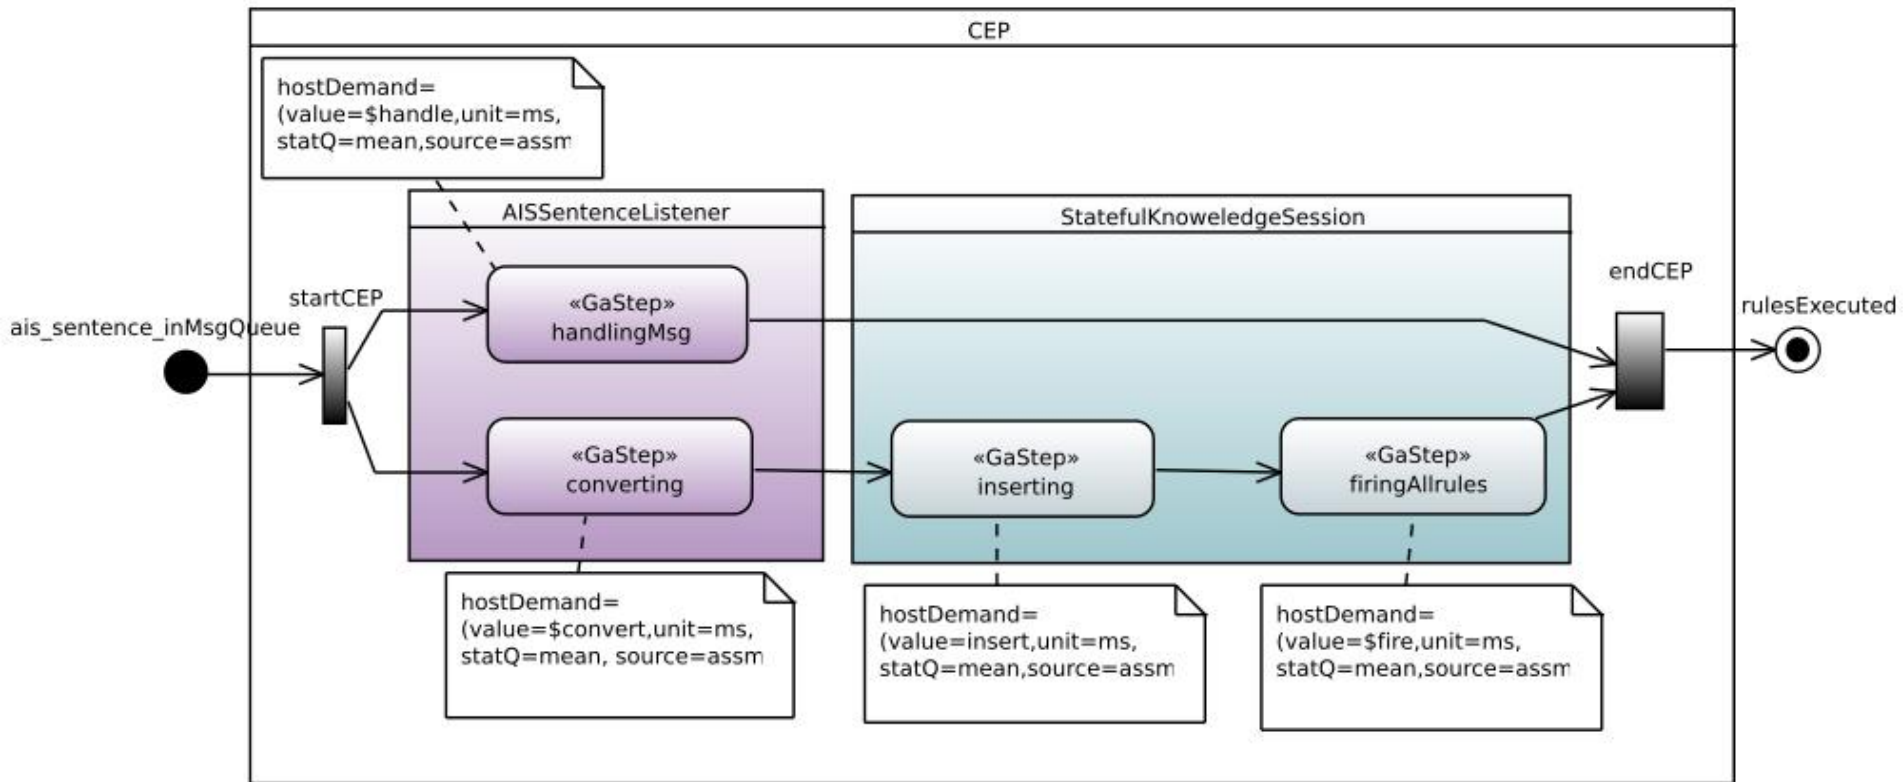 CEP
hostDemand=
(value=$handle,unit=ms,
statQ=mean,source=assm
AISSentenceListener
StatefulKnoweledgeSession
startCEP
endCEP
ais_sentence_inMsgQueue
rulesExecuted
«GaStep»
handlingMsg
«GaStep»
converting
«GaStep»
inserting
«GaStep»
firingAllrules
hostDemand=
(value=$convert,unit=ms,
statQ=mean, source=assm
hostDemand=
(value=insert,unit=ms,
statQ=mean,source=assm
hostDemand=
(value=$fire,unit=ms,
statQ=mean,source=assm